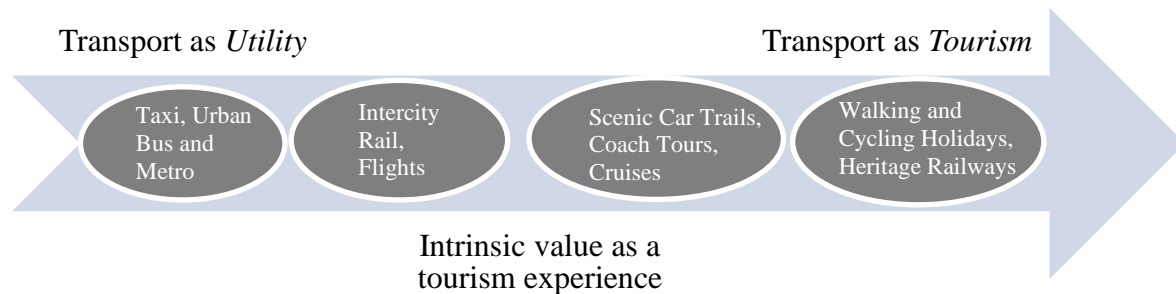 Transport as Utility
Transport as Tourism
Taxi, Urban
Bus and
Metro
Intercity
Rail,
Flights
Scenic Car Trails,
Coach Tours,
Cruises
Walking and
Cycling Holidays,
Heritage Railways
Intrinsic value as a
tourism experience